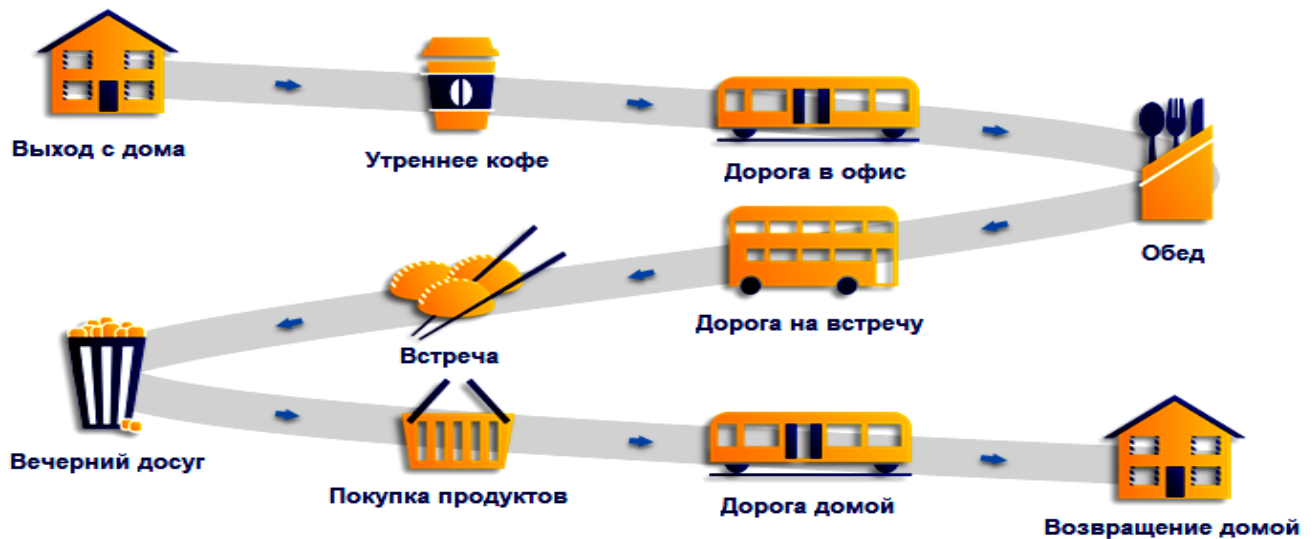 Выход с дома
Утреннее кофе
Дорога в офис
Обед
Дорога на встречу
Встреча
Вечерний досуг
Покупка продуктов
Дорога домой
Возвращение домой